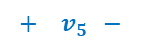 + v₅ −